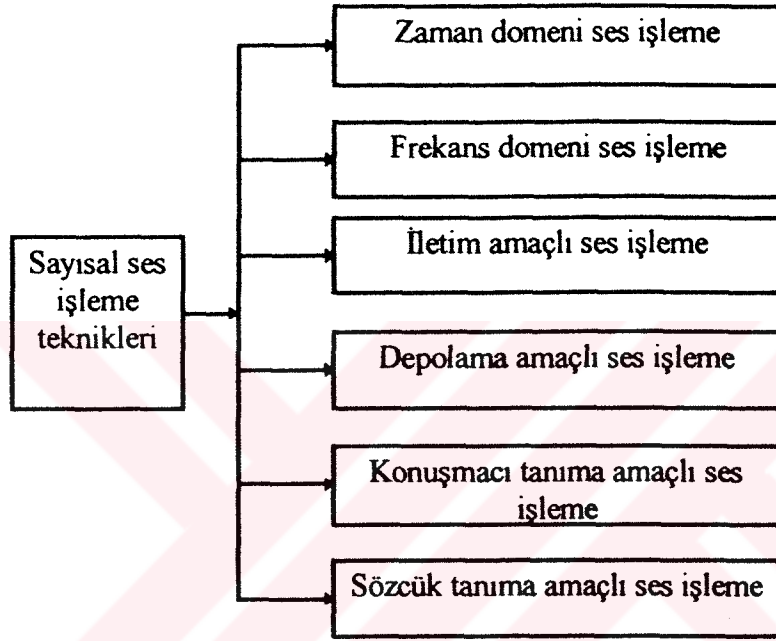 Zaman domeni ses işleme
Frekans domeni ses işleme
İletim amaçlı ses işleme
Sayısal ses
işleme
teknikleri
Depolama amaçlı ses işleme
Konuşmacı tanıma amaçlı ses
işleme
Sözcük tanıma amaçlı ses işleme